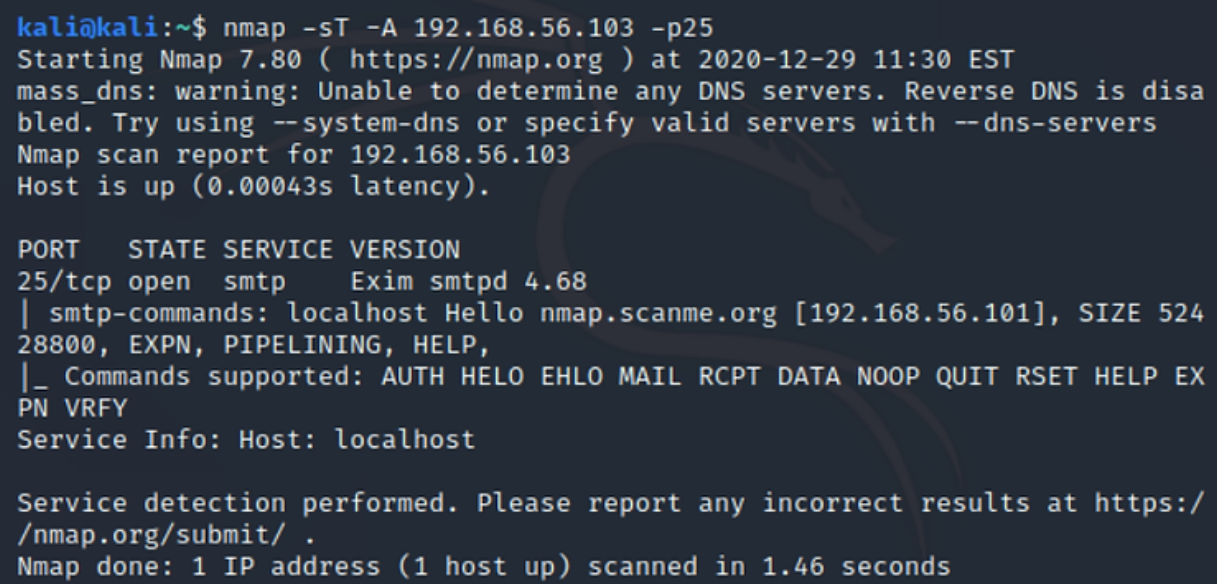 kali@kali:~$ nmap -sT -A 192.168.56.103 -p25
Starting Nmap 7.80 ( https://nmap.org ) at 2020-12-29 11:30 EST
mass_dns: warning: Unable to determine any DNS servers. Reverse DNS is disa
bled. Try using --system-dns or specify valid servers with --dns-servers
Nmap scan report for 192.168.56.103
Host is up (0.00043s latency).
PORT   STATE SERVICE VERSION
25/tcp open  smtp    Exim smtpd 4.68
| smtp-commands: localhost Hello nmap.scanme.org [192.168.56.101], SIZE 524
28800, EXPN, PIPELINING, HELP,
|_ Commands supported: AUTH HELO EHLO MAIL RCPT DATA NOOP QUIT RSET HELP EX
PN VRFY
Service Info: Host: localhost
Service detection performed. Please report any incorrect results at https:/
/nmap.org/submit/ .
Nmap done: 1 IP address (1 host up) scanned in 1.46 seconds